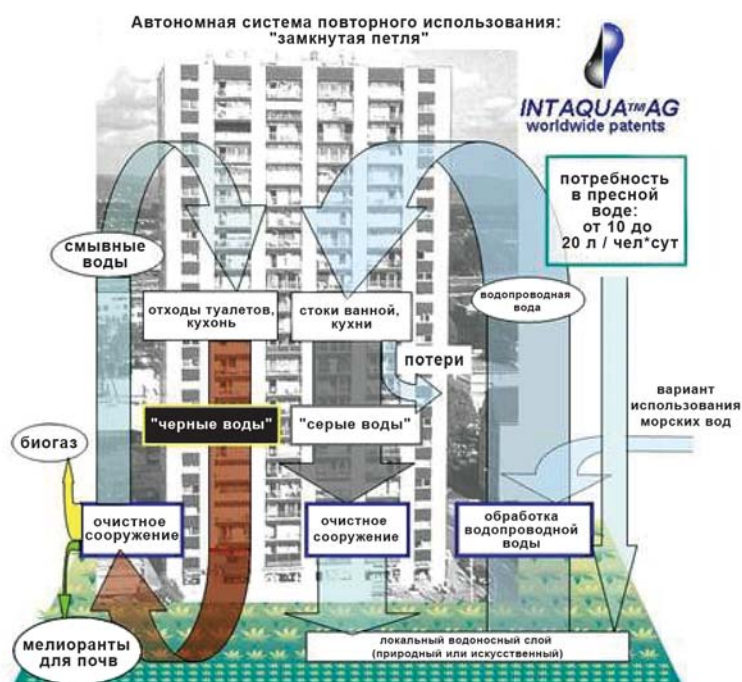 Автономная система повторного использования:
"замкнутая петля"
INTAQUA™AG
worldwide patents
потребность
в пресной
воде:
от 10 до
20 л / чел*сут
смывные
воды
отходы туалетов,
кухонь
стоки ванной,
кухни
водопроводная
вода
потери
вариант
использования
морских вод
"черные воды"
"серые воды"
биогаз
очистное
сооружение
очистное
сооружение
обработка
водопроводной
воды
мелиоранты
для почв
локальный водоносный слой
(природный или искусственный)